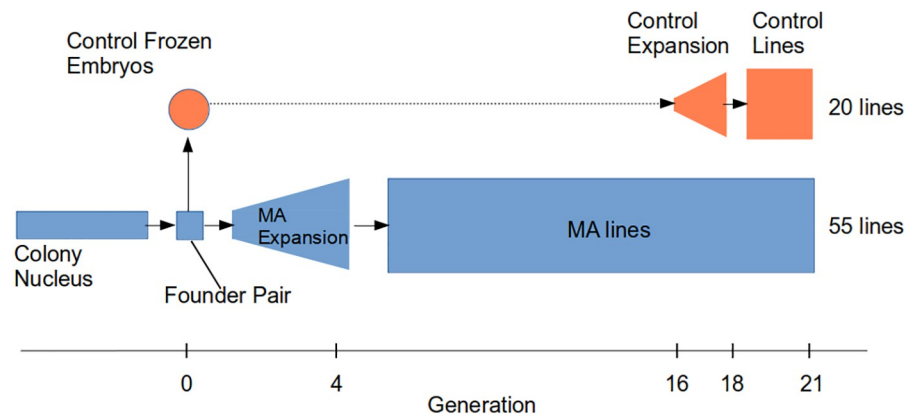 Control Frozen
Embryos
Control
Expansion
Control
Lines
20 lines
MA
Expansion
MA lines
55 lines
Colony
Nucleus
Founder Pair
0
4
16
18
21
Generation